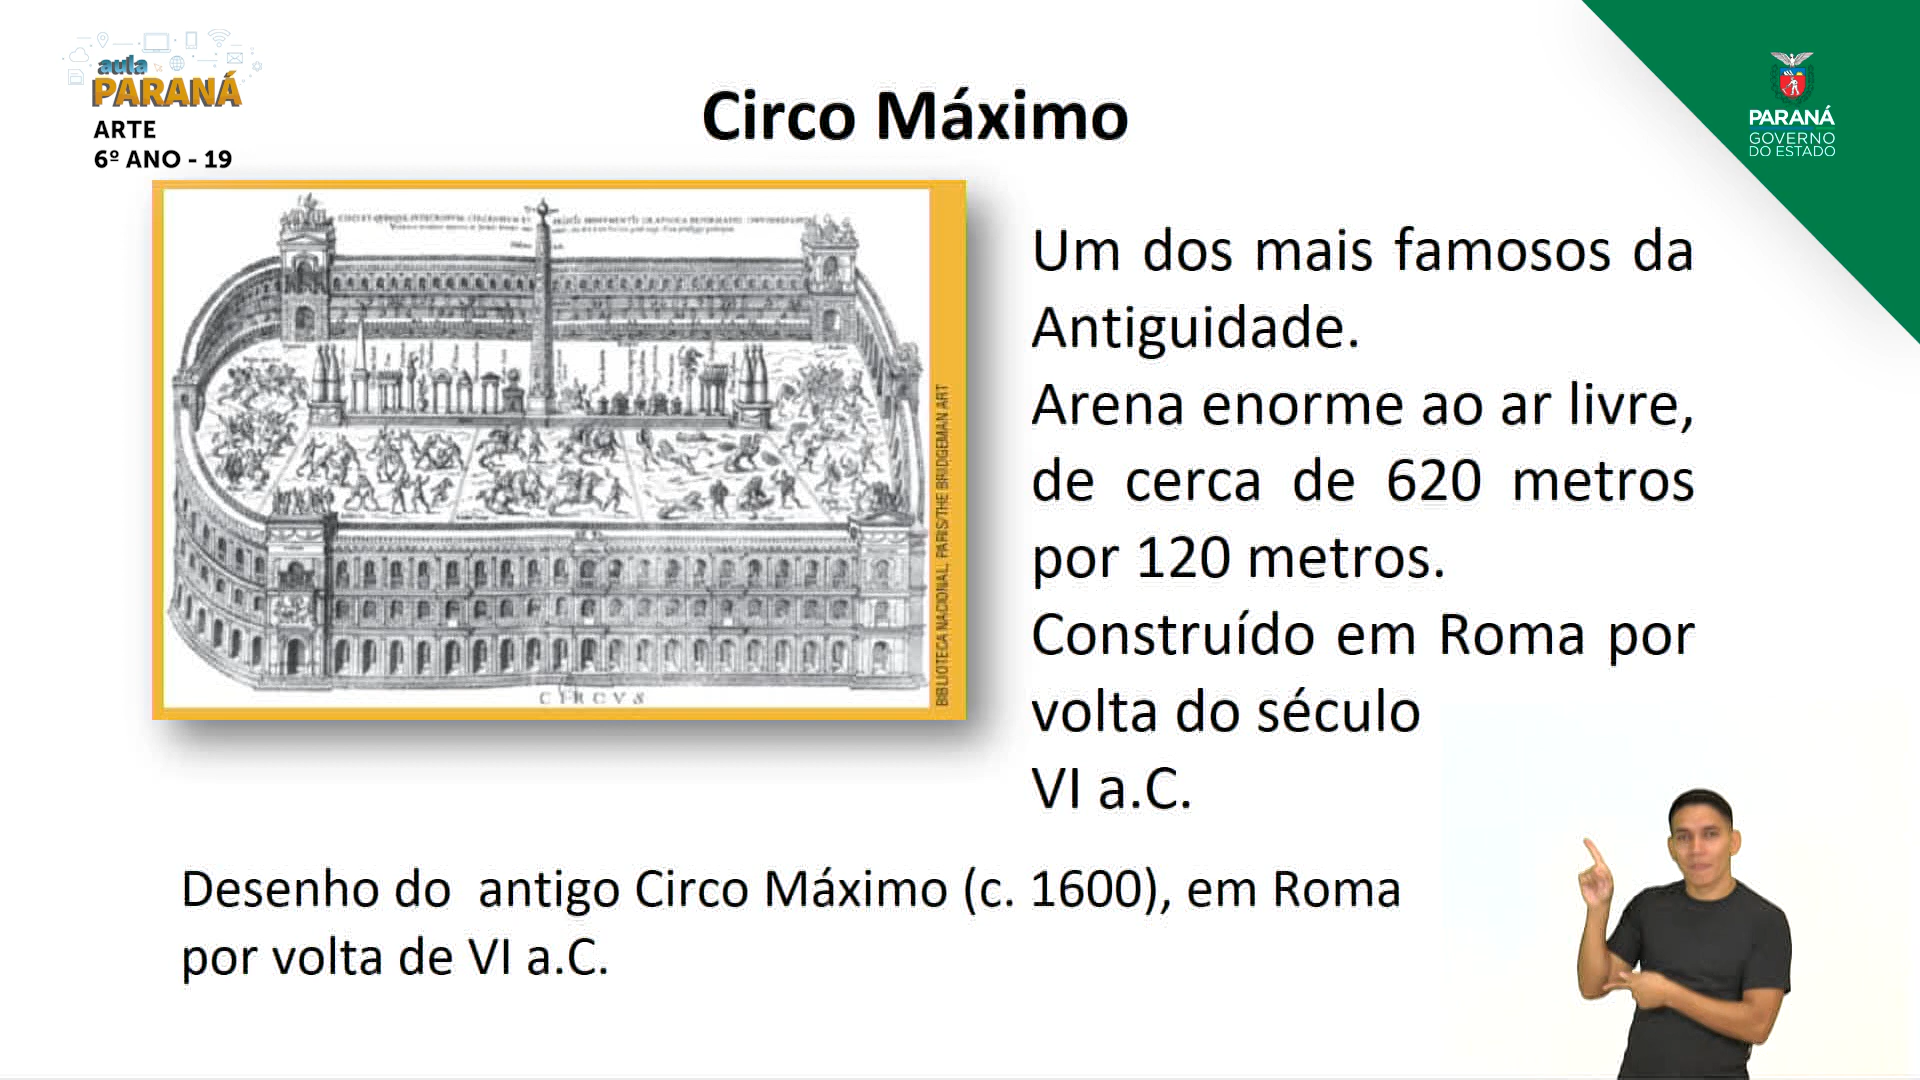 aula
PARANÁ
ARTE
6º ANO - 19
Circo Máximo
PARANÁ
GOVERNO
DO ESTADO
Um dos mais famosos da
Antiguidade.
Arena enorme ao ar livre,
de cerca de 620 metros
por 120 metros.
Construído em Roma por
volta do século
VI a.C.
BIBLIOTECA NACIONAL, PARIS/THE BRIDGEMAN ART
CIRCVS
Desenho do antigo Circo Máximo (c. 1600), em Roma
por volta de VI a.C.